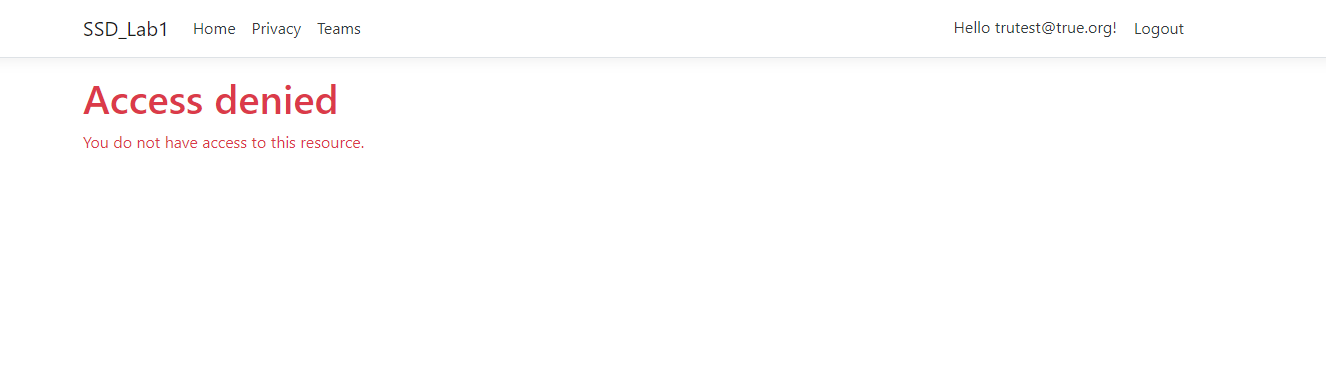 SSD_Lab1 Home Privacy Teams Hello trutest@true.org! Logout
Access denied
You do not have access to this resource.